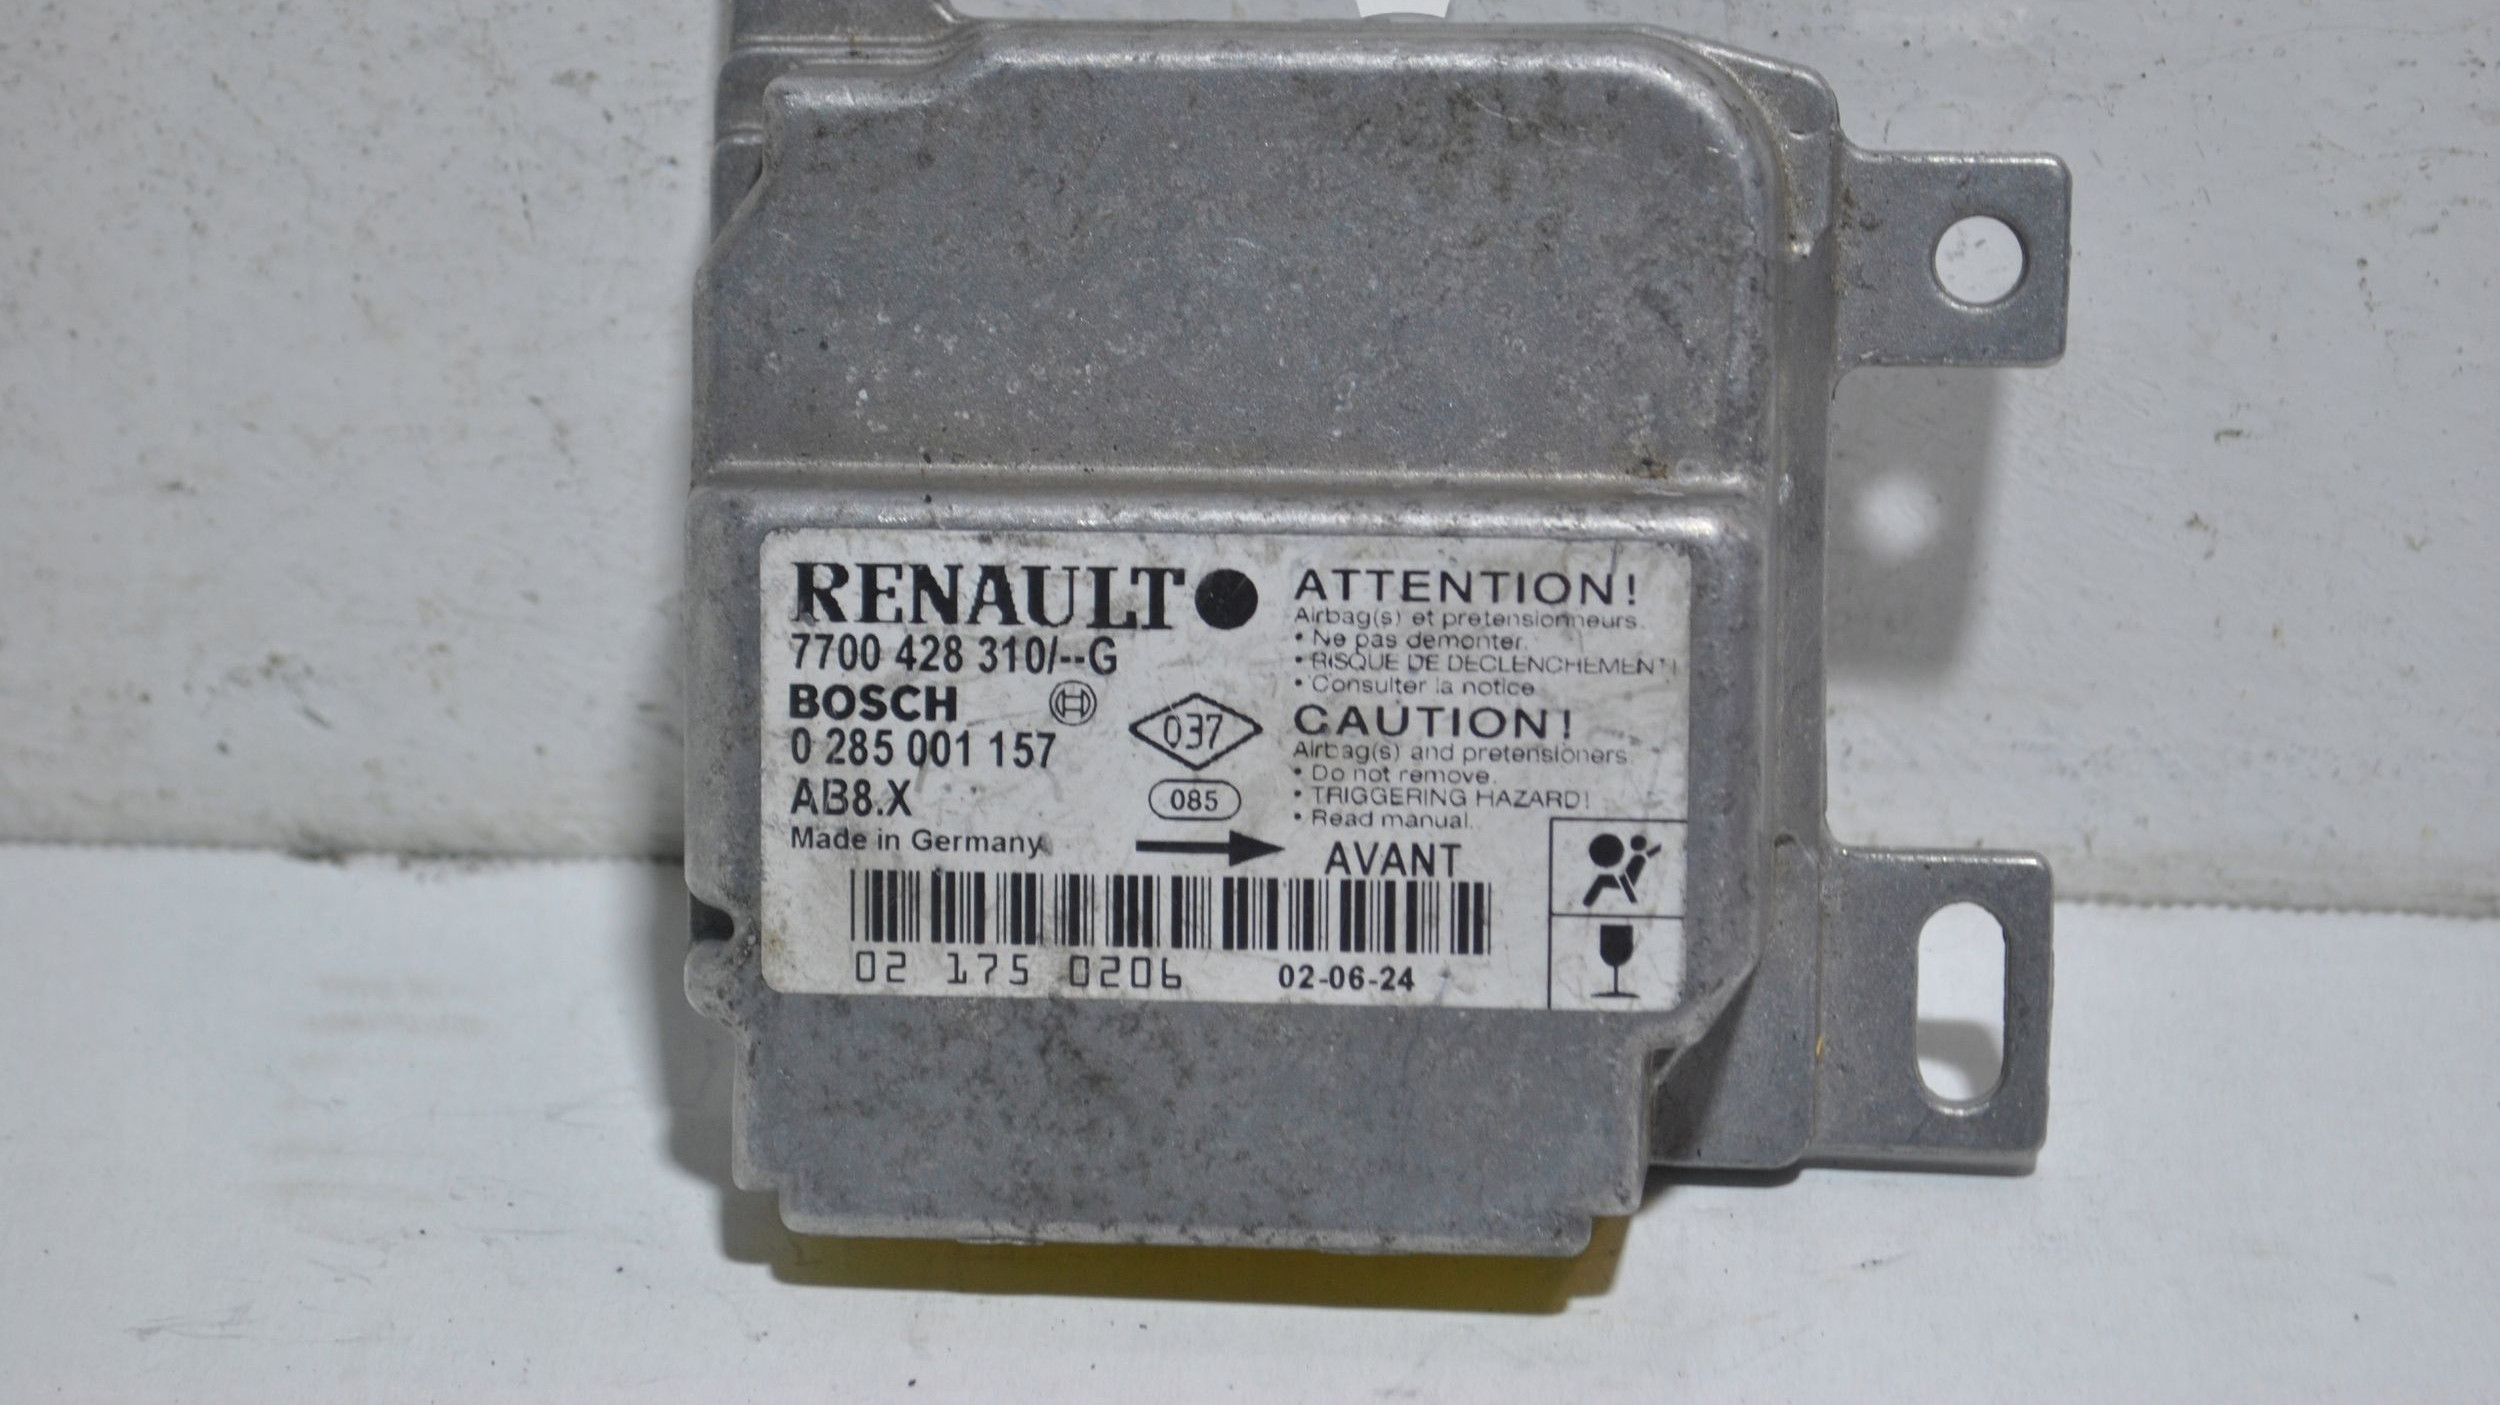 RENAULT
7700 428 310/--G
BOSCH
0 285 001 157
AB8.X
Made in Germany
037
085
ATTENTION!
Airbag(s) et pretensionneurs.
• Ne pas demonter.
• RISQUE DE DECLENCHEMENT!
• Consulter la notice
CAUTION!
Airbag(s) and pretensioners
• Do not remove.
• TRIGGERING HAZARD!
• Read manual.
AVANT
02 175 0206
02-06-24